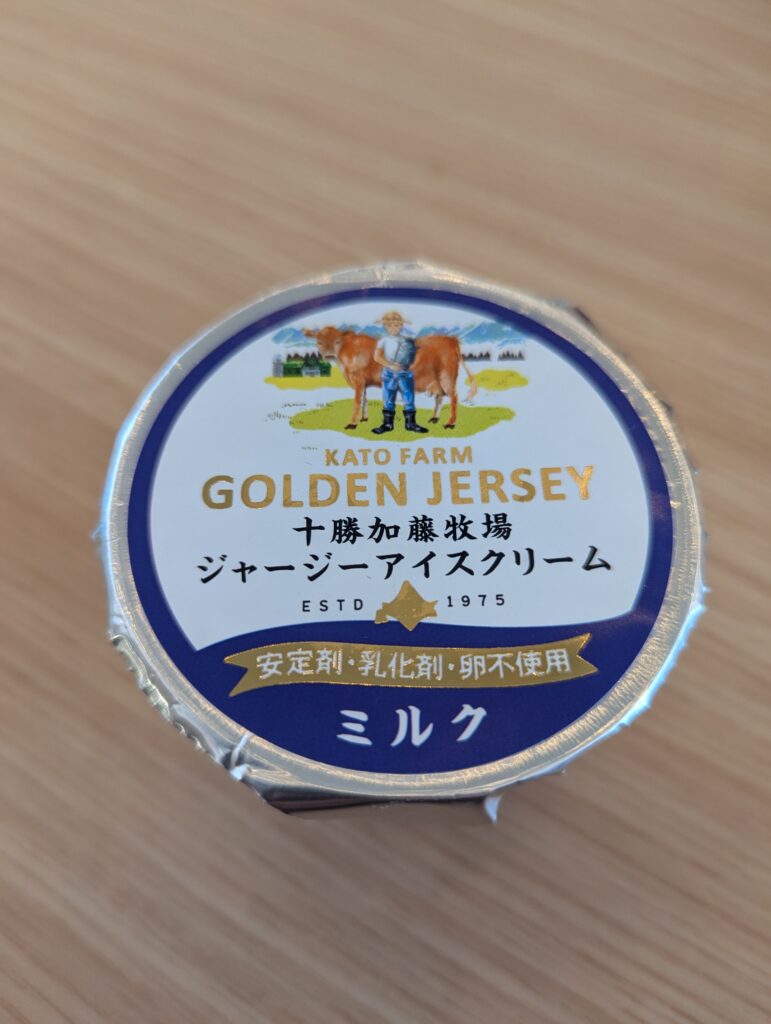 KATO FARM
GOLDEN JERSEY
十勝加藤牧場
ジャージーアイスクリーム
ESTD 1975
安定剤・乳化剤・卵不使用
ミルク